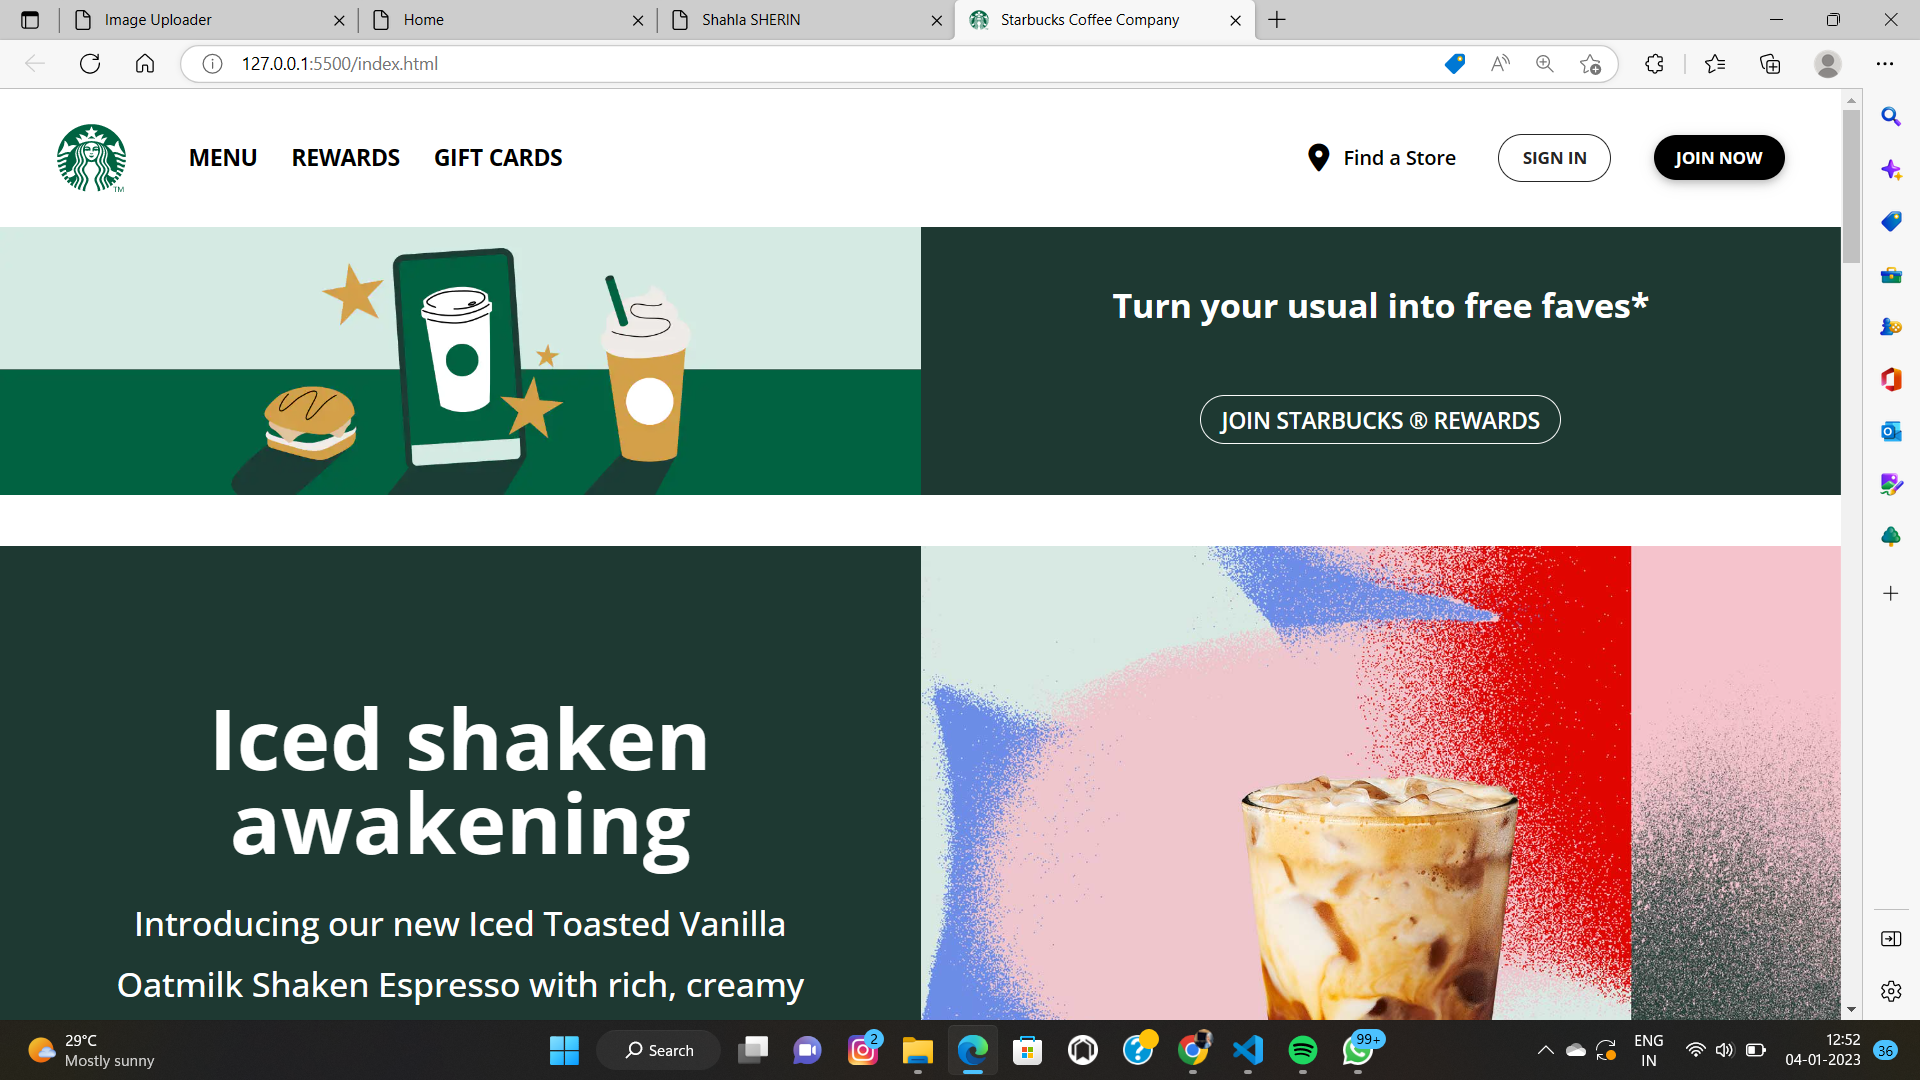 Image Uploader
Home
Shahla SHERIN
Starbucks Coffee Company
127.0.0.1:5500/index.html
MENU REWARDS GIFT CARDS
Find a Store
SIGN IN
JOIN NOW
TM
Turn your usual into free faves*
JOIN STARBUCKS ® REWARDS
Iced shaken
awakening
Introducing our new Iced Toasted Vanilla
Oatmilk Shaken Espresso with rich, creamy
29°C
Mostly sunny
Search
2
99+
ENG
IN
12:52
04-01-2023
36